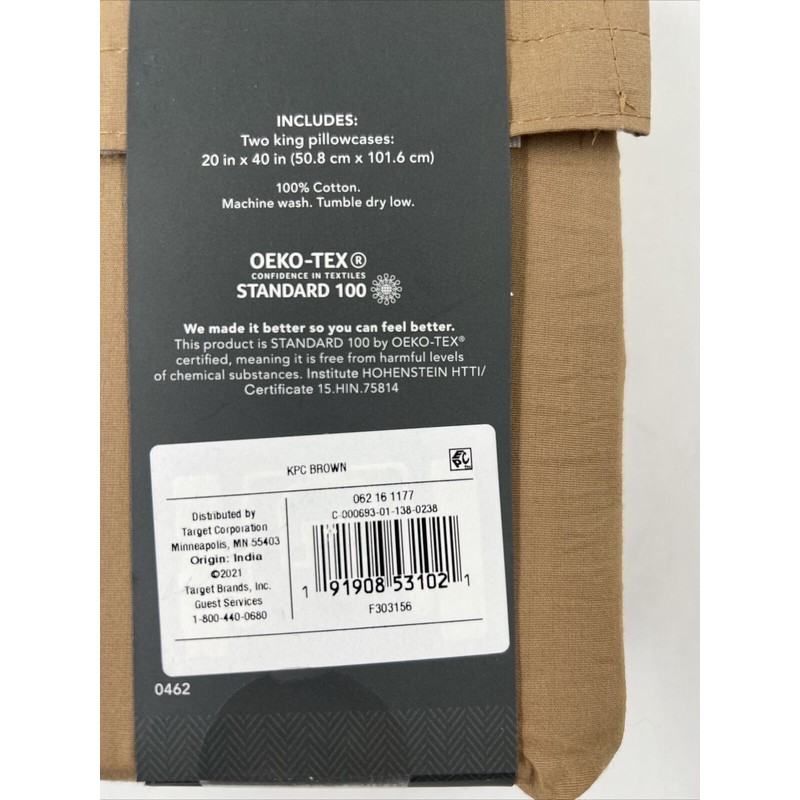 INCLUDES:
Two king pillowcases:
20 in x 40 in (50.8 cm x 101.6 cm)
100% Cotton.
Machine wash. Tumble dry low.
OEKO-TEX®
CONFIDENCE IN TEXTILES
STANDARD 100
We made it better so you can feel better.
This product is STANDARD 100 by OEKO-TEX®
certified, meaning it is free from harmful levels
of chemical substances. Institute HOHENSTEIN HTTI/
Certificate 15.HIN.75814
KPC BROWN
Distributed by
Target Corporation
Minneapolis, MN 55403
Origin: India
©2021
Target Brands, Inc.
Guest Services
1-800-440-0680
062 16 1177
C-000693-01-138-0238
1 91908 53102 1
F303156
0462